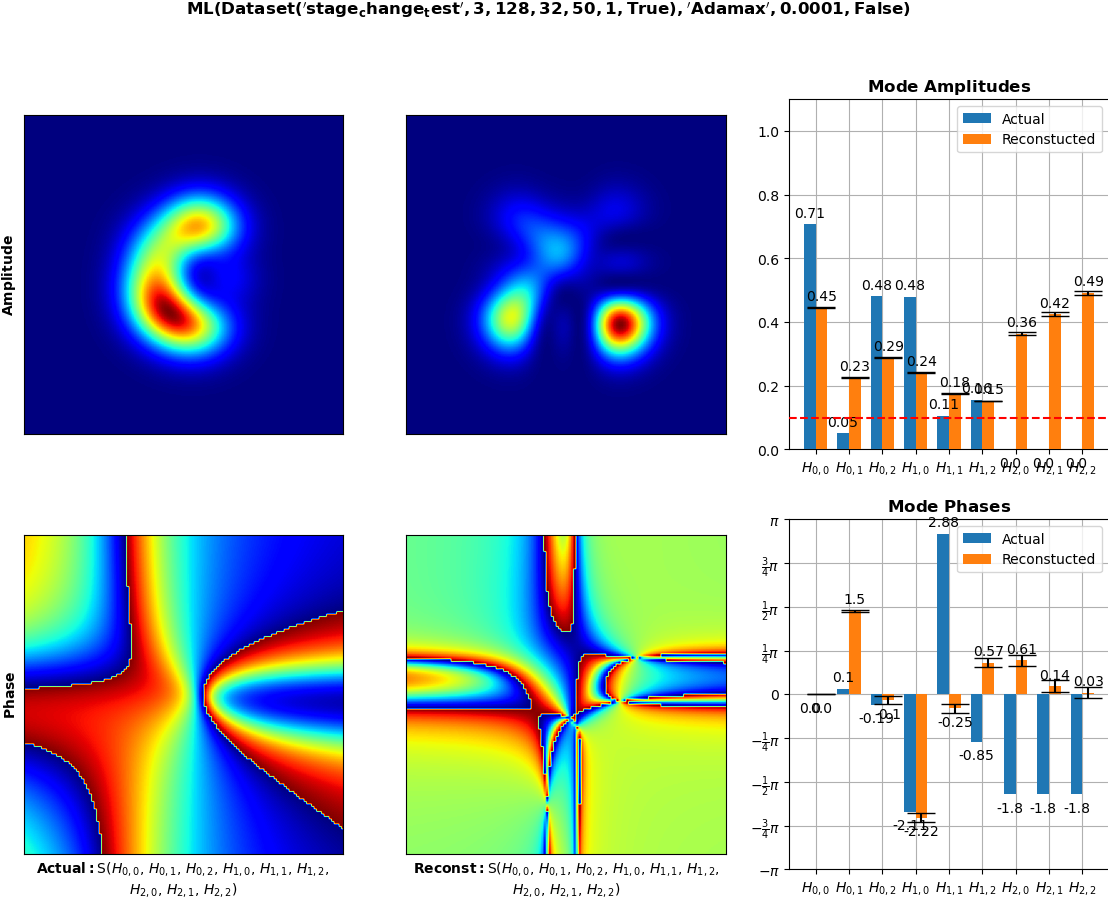 ML(Dataset('stage_change_test', 3, 128, 32, 50, 1, True), 'Adamax', 0.0001, False)
Amplitude
Mode Amplitudes
Actual
Reconstucted
1.0
0.8
0.6
0.4
0.2
0.0
0.71
0.45
0.05
0.23
0.48
0.29
0.48
0.24
0.11
0.18
0.16
0.15
0.0
0.36
0.0
0.42
0.0
0.49
H0,0 H0,1 H0,2 H1,0 H1,1 H1,2 H2,0 H2,1 H2,2
Phase
Actual: S(H0,0, H0,1, H0,2, H1,0, H1,1, H1,2,
H2,0, H2,1, H2,2)
Reconst: S(H0,0, H0,1, H0,2, H1,0, H1,1, H1,2,
H2,0, H2,1, H2,2)
Mode Phases
Actual
Reconstucted
π
3/4π
1/2π
1/4π
0
−1/4π
−1/2π
−3/4π
−π
0.0
0.1
1.5
-0.1
-2.22
2.88
-0.25
-0.85
0.57
-1.8
0.61
-1.8
0.14
-1.8
0.03
H0,0 H0,1 H0,2 H1,0 H1,1 H1,2 H2,0 H2,1 H2,2